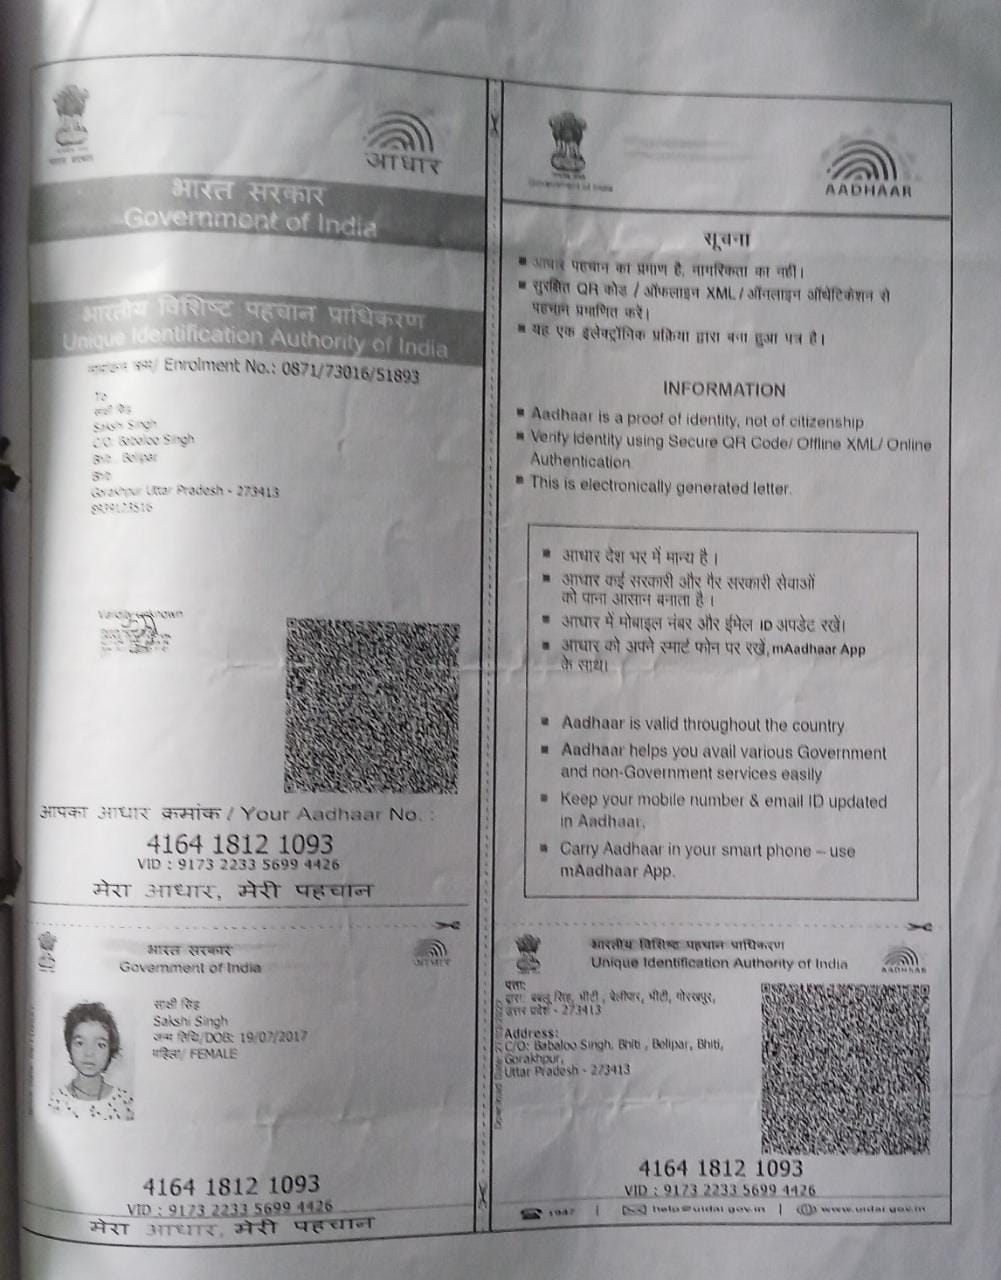 भारत सरकार
आधार
भारत सरकार
Government of India
भारतीय विशिष्ट पहचान प्राधिकरण
Unique Identification Authority of India
Enrolment No.: 0871/73016/51893
To
साक्षी सिंह
Sakshi Singh
C/O: Babaloo Singh
Bhiti , Belipar
Bhiti
Gorakhpur Uttar Pradesh - 273413
Validity unknown
आपका आधार क्रमांक / Your Aadhaar No. :
4164 1812 1093
VID : 9173 2233 5699 4426
मेरा आधार, मेरी पहचान
भारत सरकार
Government of India
आधार
साक्षी सिंह
Sakshi Singh
जन्म तिथि/DOB: 19/07/2017
महिला/ FEMALE
4164 1812 1093
VID : 9173 2233 5699 4426
मेरा आधार, मेरी पहचान
Government of India
AADHAAR
सूचना
आधार पहचान का प्रमाण है, नागरिकता का नहीं।
सुरक्षित QR कोड / ऑफलाइन XML / ऑनलाइन ऑथेंटिकेशन से
पहचान प्रमाणित करें।
यह एक इलेक्ट्रॉनिक प्रक्रिया द्वारा बना हुआ पत्र है।
INFORMATION
Aadhaar is a proof of identity, not of citizenship
Verify identity using Secure QR Code/ Offline XML/ Online
Authentication
This is electronically generated letter.
आधार देश भर में मान्य है।
आधार कई सरकारी और गैर सरकारी सेवाओं
को पाना आसान बनाता है।
आधार में मोबाइल नंबर और ईमेल ID अपडेट रखें।
आधार को अपने स्मार्ट फोन पर रखें, mAadhaar App
के साथ।
Aadhaar is valid throughout the country
Aadhaar helps you avail various Government
and non-Government services easily
Keep your mobile number & email ID updated
in Aadhaar.
Carry Aadhaar in your smart phone – use
mAadhaar App.
भारतीय विशिष्ट पहचान प्राधिकरण
Unique Identification Authority of India
AADHAAR
पता:
द्वारा: बबलू सिंह, भीटी , बेलीपार, भीटी, गोरखपुर,
उत्तर प्रदेश - 273413
Address:
C/O: Babaloo Singh, Bhiti , Belipar, Bhiti,
Gorakhpur,
Uttar Pradesh - 273413
4164 1812 1093
VID : 9173 2233 5699 4426
1947 | help@uidai.gov.in | www.uidai.gov.in